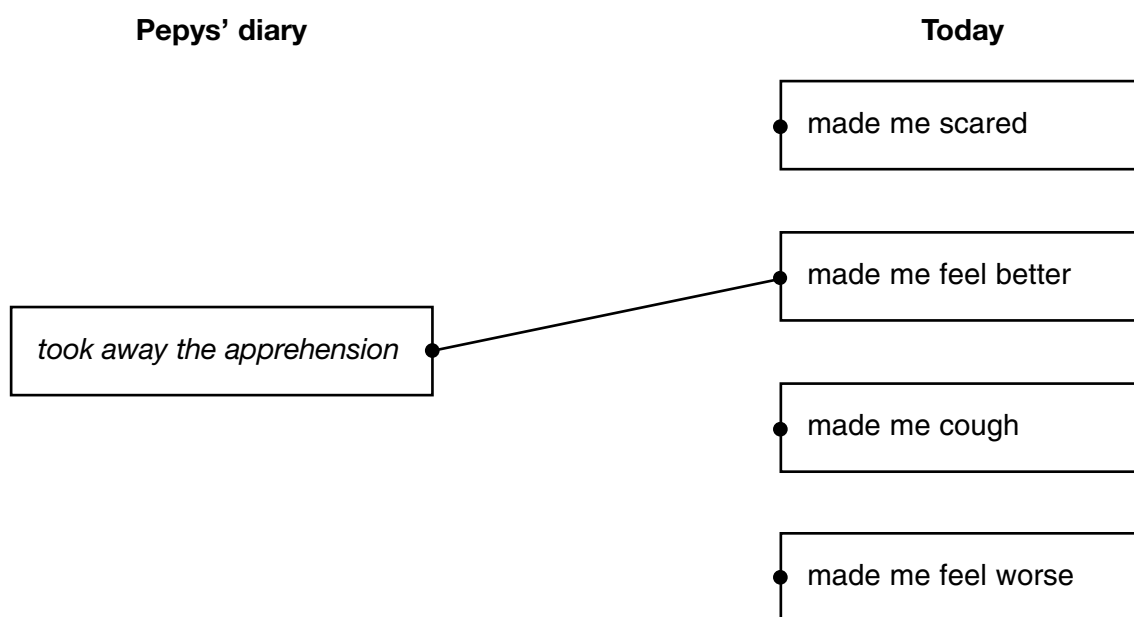 Pepys’ diary
Today
made me scared
made me feel better
took away the apprehension
made me cough
made me feel worse